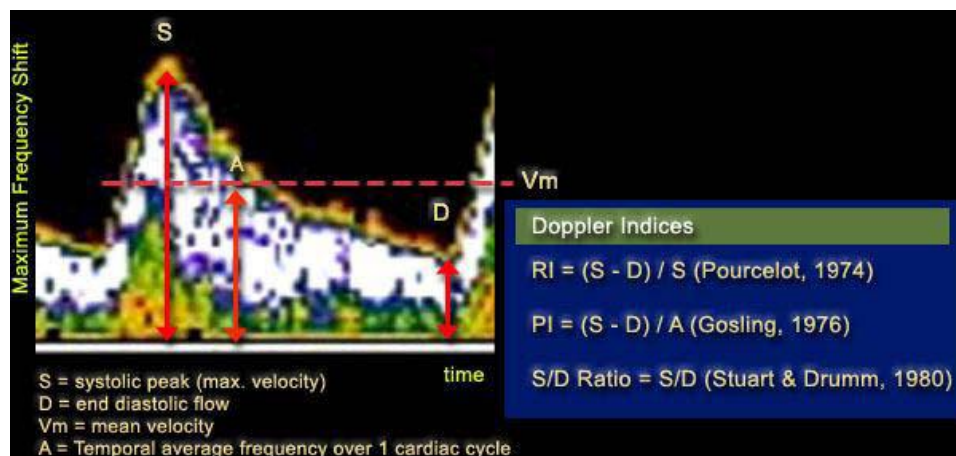 Maximum Frequency Shift
S
A
Vm
D
Doppler Indices
RI = (S - D) / S (Pourcelot, 1974)
PI = (S - D) / A (Gosling, 1976)
S/D Ratio = S/D (Stuart & Drumm, 1980)
time
S = systolic peak (max. velocity)
D = end diastolic flow
Vm = mean velocity
A = Temporal average frequency over 1 cardiac cycle